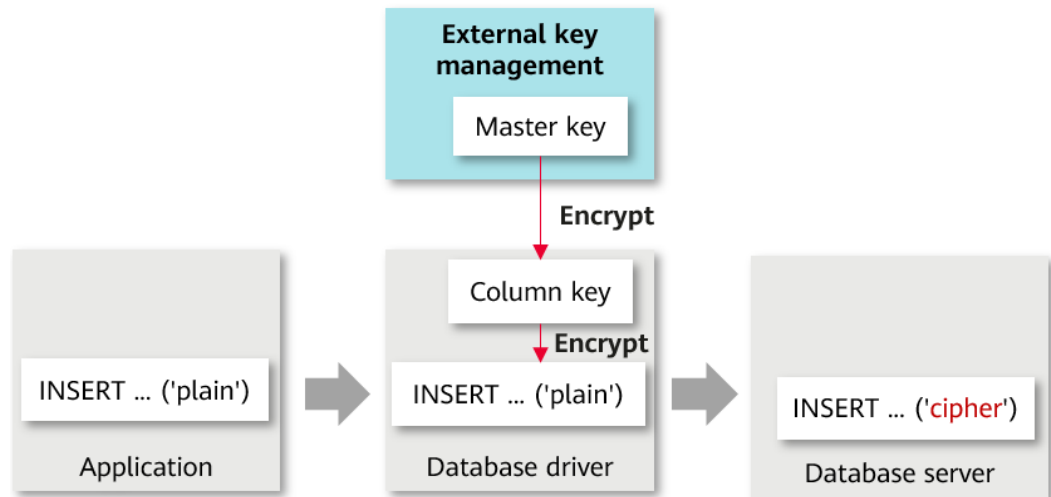 External key
management
Master key
Encrypt
Column key
Encrypt
INSERT ... ('plain')
INSERT ... ('plain')
INSERT ... ('cipher')
Application
Database driver
Database server